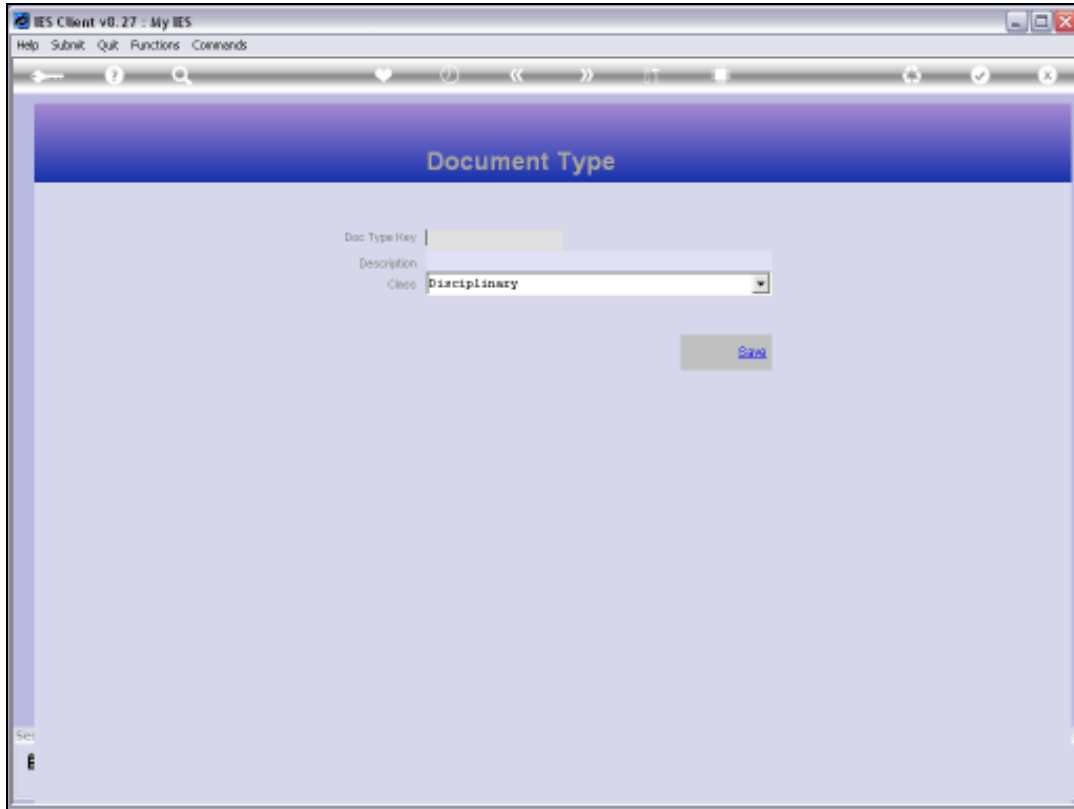 IES Client v8.27 : My IES
Help Submit Quit Functions Commands
Document Type
Doc Type Key
Description
Class Disciplinary
Save